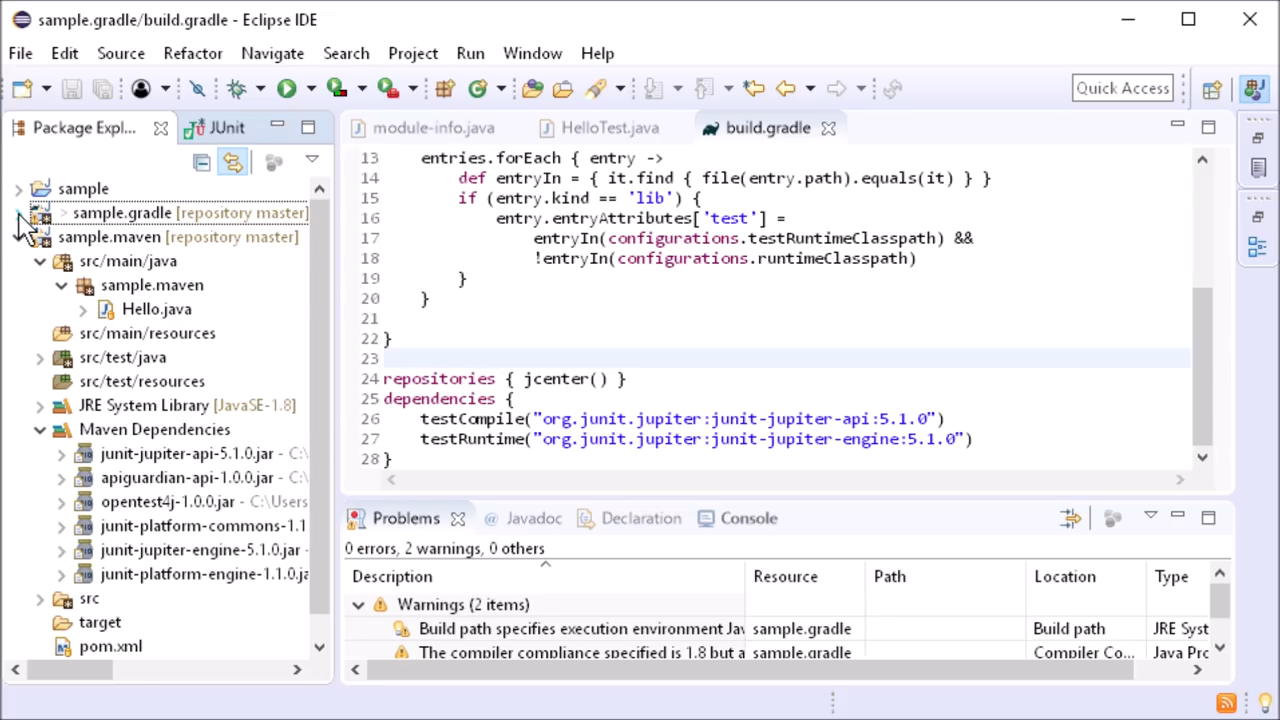 sample.gradle/build.gradle - Eclipse IDE
File Edit Source Refactor Navigate Search Project Run Window Help
Quick Access
Package Expl...
JUnit
sample
> sample.gradle [repository master]
sample.maven [repository master]
src/main/java
sample.maven
Hello.java
src/main/resources
src/test/java
src/test/resources
JRE System Library [JavaSE-1.8]
Maven Dependencies
junit-jupiter-api-5.1.0.jar - C:\
apiguardian-api-1.0.0.jar - C:\
opentest4j-1.0.0.jar - C:\Users
junit-platform-commons-1.1
junit-jupiter-engine-5.1.0.jar
junit-platform-engine-1.1.0.ja
src
target
pom.xml
module-info.java HelloTest.java build.gradle
13 entries.forEach { entry ->
14 def entryIn = { it.find { file(entry.path).equals(it) } }
15 if (entry.kind == 'lib') {
16 entry.entryAttributes['test'] =
17 entryIn(configurations.testRuntimeClasspath) &&
18 !entryIn(configurations.runtimeClasspath)
19 }
20 }
21
22 }
23
24 repositories { jcenter() }
25 dependencies {
26 testCompile("org.junit.jupiter:junit-jupiter-api:5.1.0")
27 testRuntime("org.junit.jupiter:junit-jupiter-engine:5.1.0")
28 }
Problems @ Javadoc Declaration Console
0 errors, 2 warnings, 0 others
Description Resource Path Location Type
Warnings (2 items)
Build path specifies execution environment Jav sample.gradle Build path JRE Syst
The compiler compliance specified is 1.8 but a sample.gradle Compiler Co... Java Pro